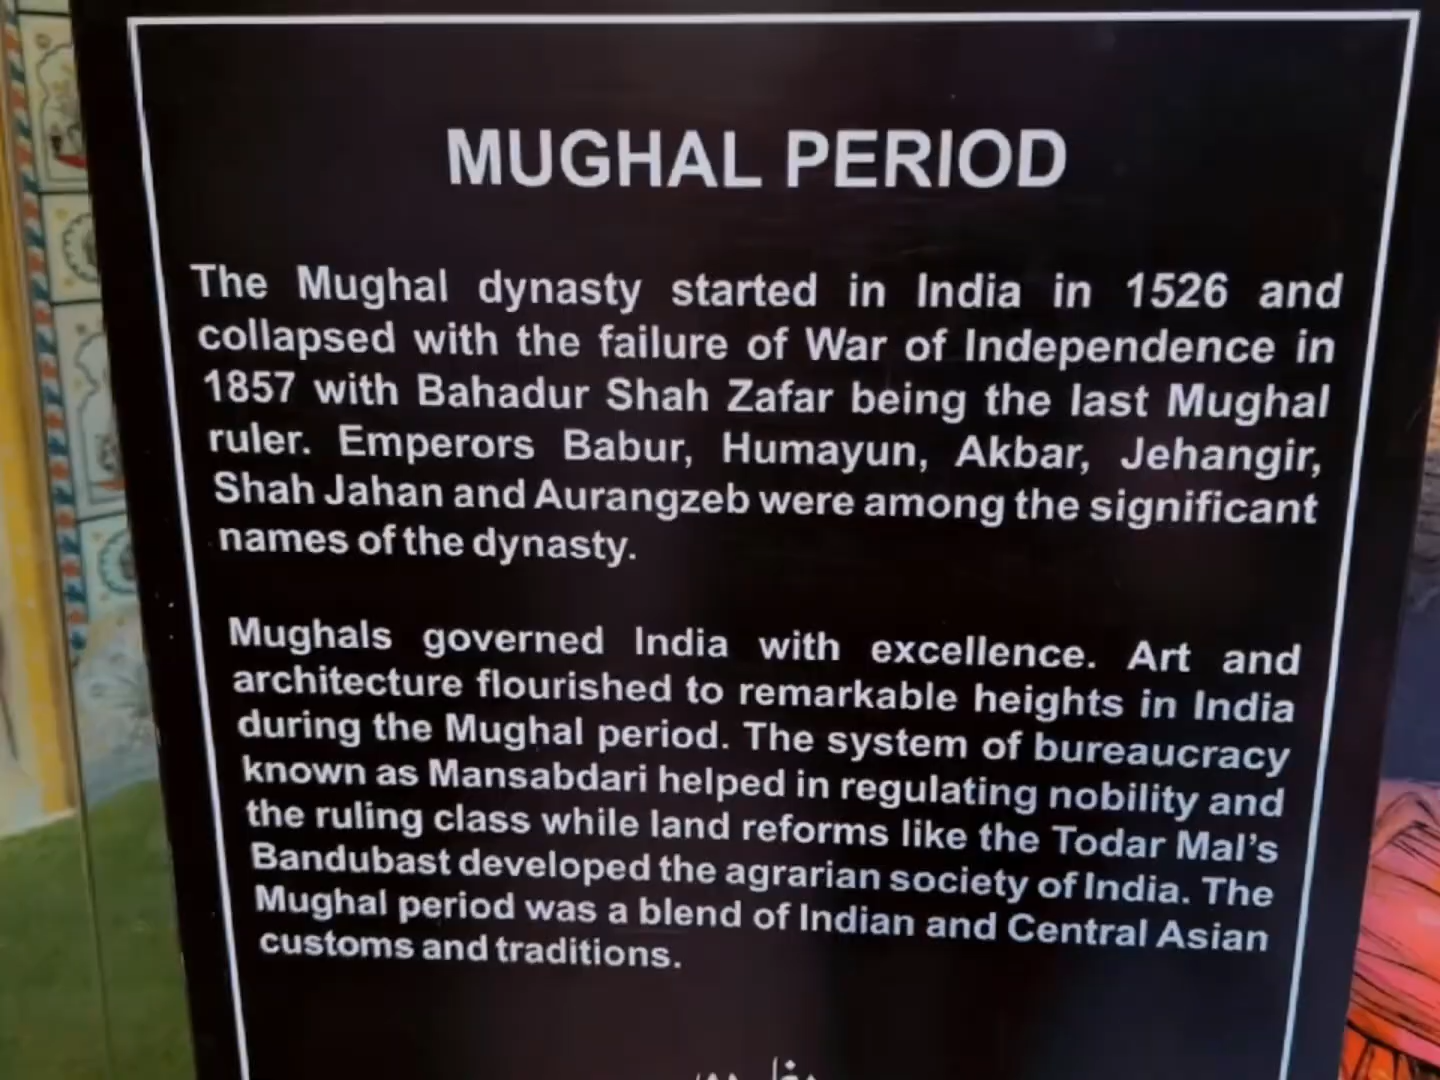 MUGHAL PERIOD
The Mughal dynasty started in India in 1526 and
collapsed with the failure of War of Independence in
1857 with Bahadur Shah Zafar being the last Mughal
ruler. Emperors Babur, Humayun, Akbar, Jehangir,
Shah Jahan and Aurangzeb were among the significant
names of the dynasty.
Mughals governed India with excellence. Art and
architecture flourished to remarkable heights in India
during the Mughal period. The system of bureaucracy
known as Mansabdari helped in regulating nobility and
the ruling class while land reforms like the Todar Mal's
Bandubast developed the agrarian society of India. The
Mughal period was a blend of Indian and Central Asian
customs and traditions.